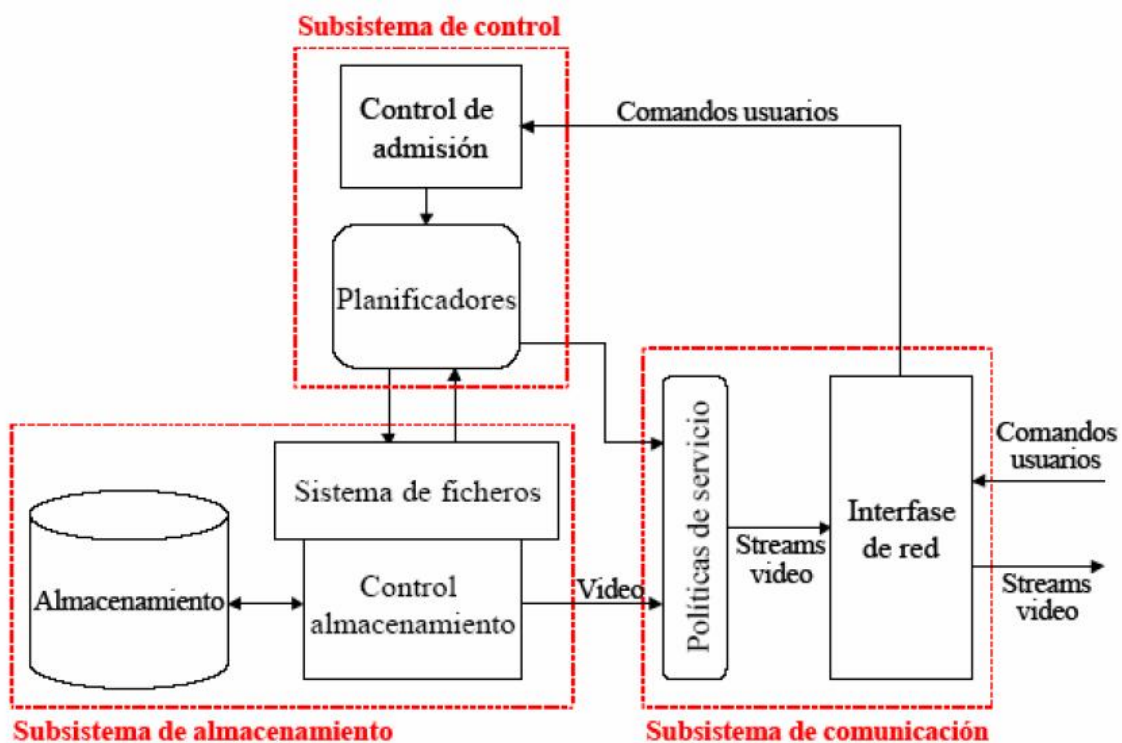 Subsistema de control
Control de
admisión
Comandos usuarios
Planificadores
Sistema de ficheros
Almacenamiento
Control
almacenamiento
Video
Políticas de servicio
Streams
video
Interfase
de red
Comandos
usuarios
Streams
video
Subsistema de almacenamiento
Subsistema de comunicación